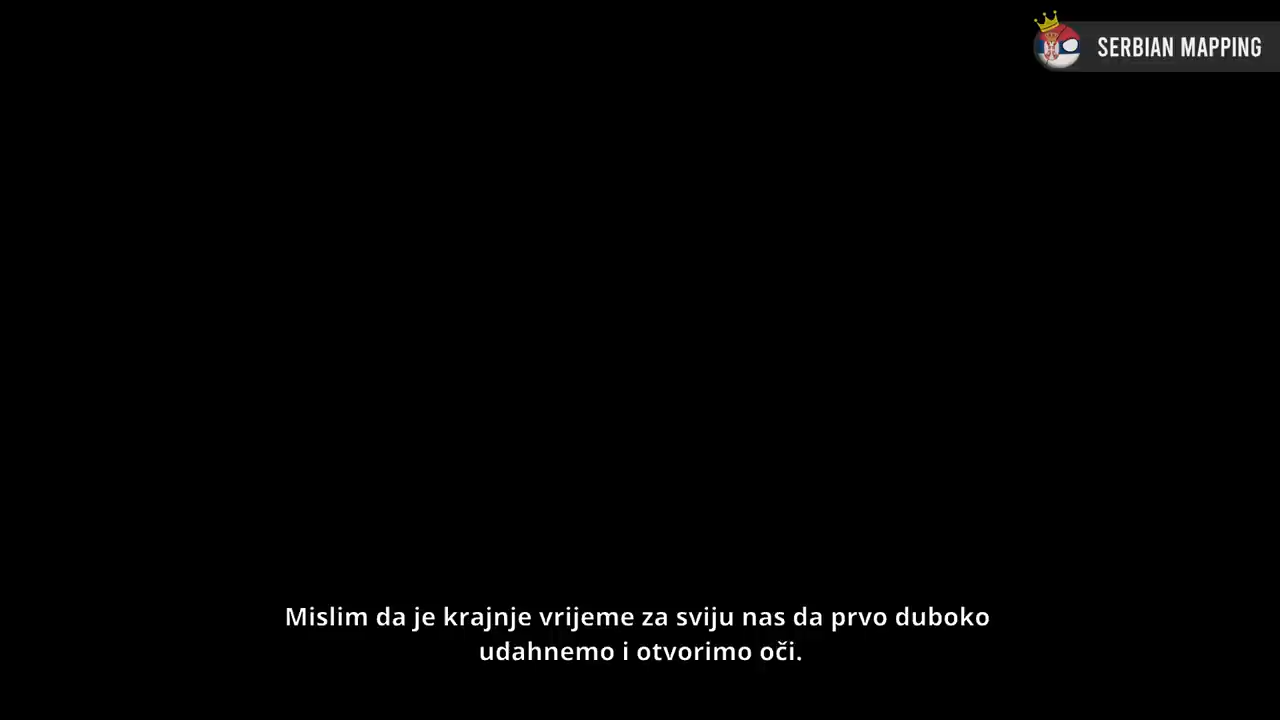 SERBIAN MAPPING
Mislim da je krajnje vrijeme za sviju nas da prvo duboko
udahnemo i otvorimo oči.